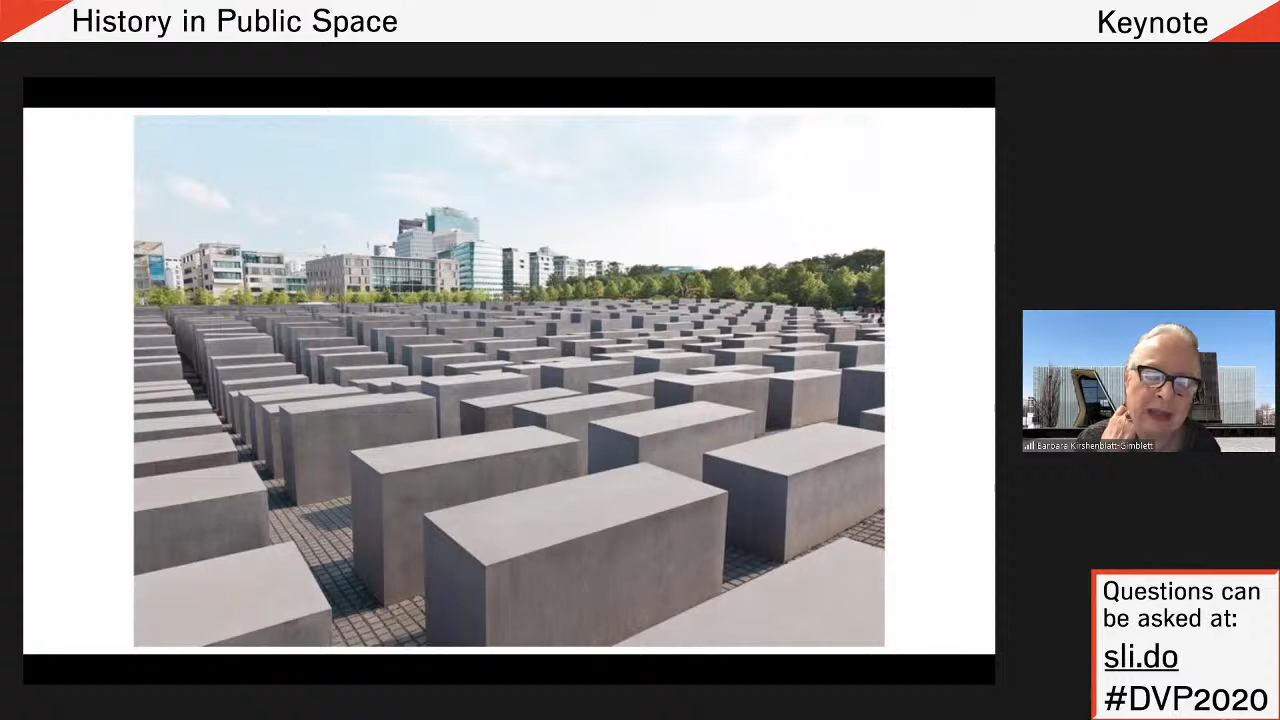 History in Public Space
Keynote
Barbara Kirshenblatt-Gimblett
Questions can
be asked at:
sli.do
#DVP2020